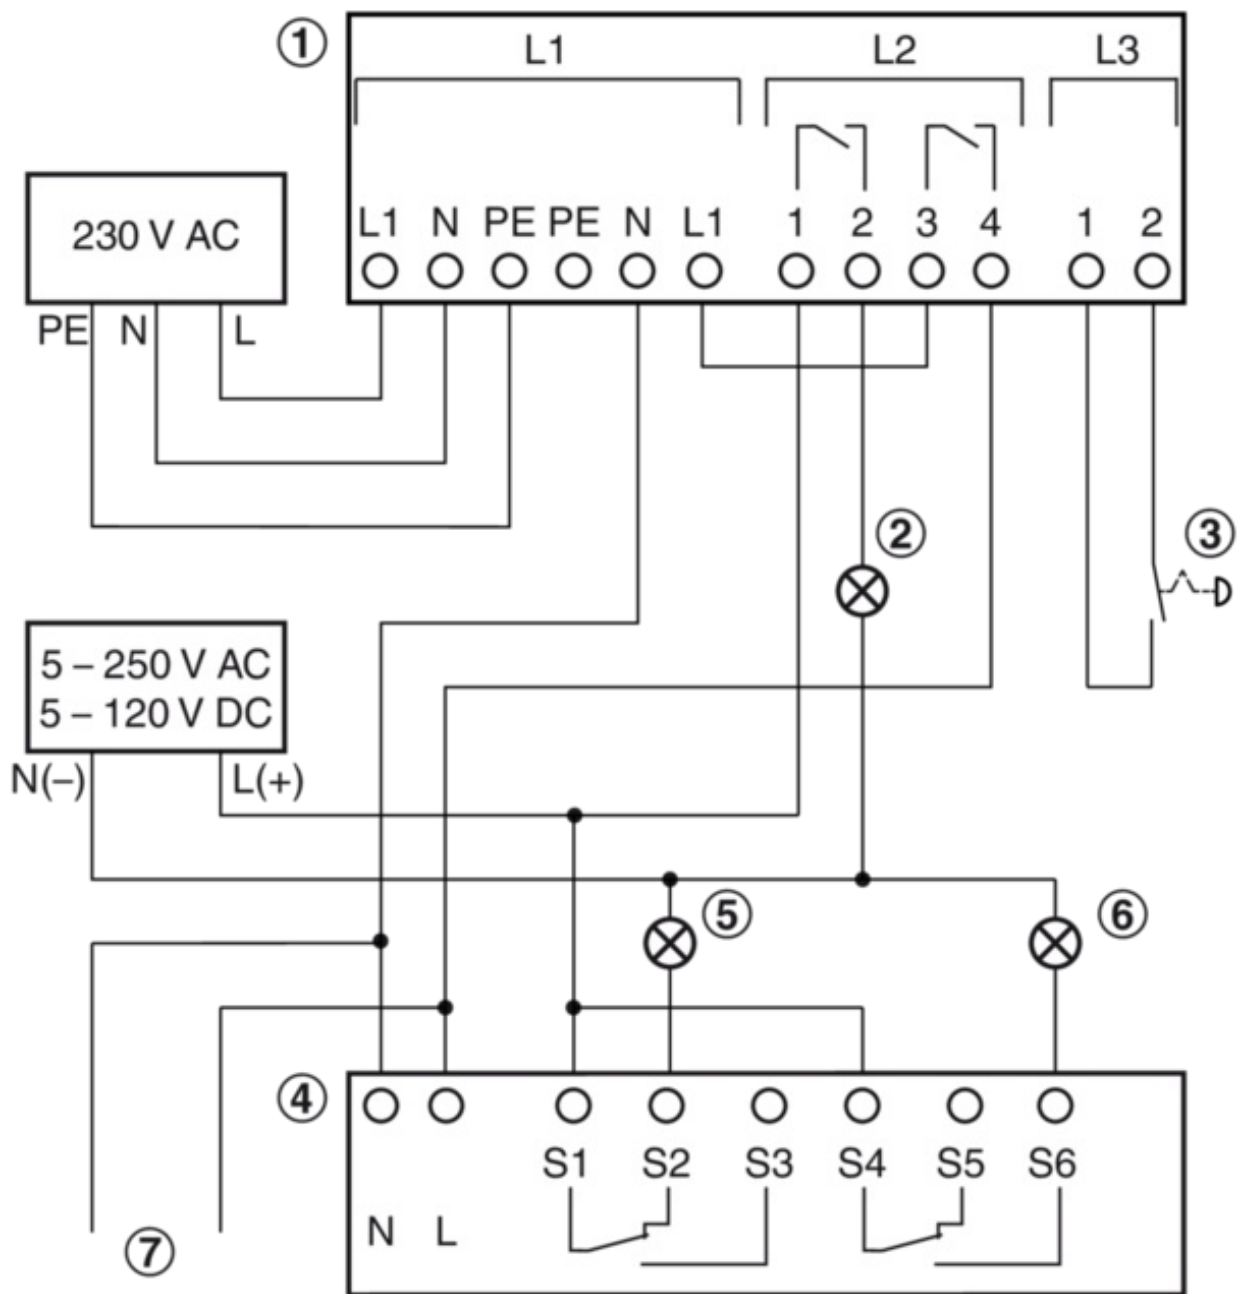 ① L1 L2 L3
L1 N PE PE N L1 1 2 3 4 1 2
230 V AC
PE N L
② ③
5 – 250 V AC
5 – 120 V DC
N(–) L(+)
⑤ ⑥
④
S1 S2 S3 S4 S5 S6
N L
⑦